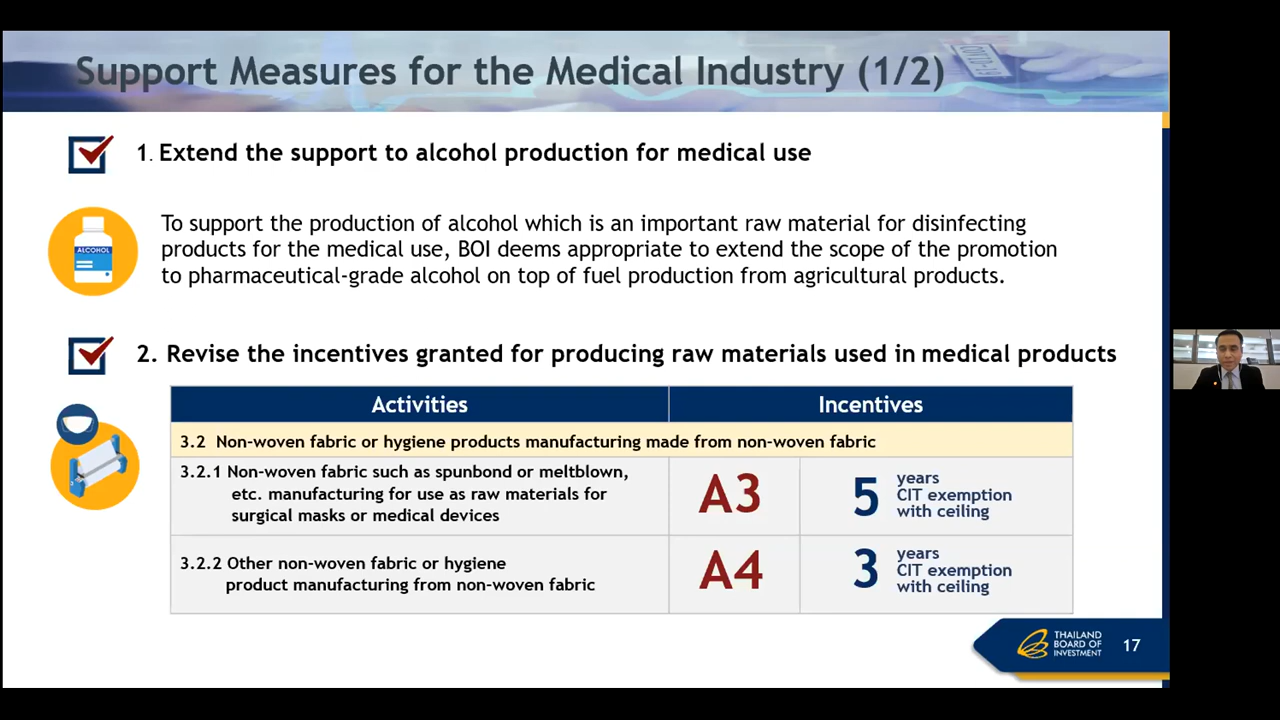 Support Measures for the Medical Industry (1/2)
COVID-19
1. Extend the support to alcohol production for medical use
ALCOHOL
To support the production of alcohol which is an important raw material for disinfecting
products for the medical use, BOI deems appropriate to extend the scope of the promotion
to pharmaceutical-grade alcohol on top of fuel production from agricultural products.
2. Revise the incentives granted for producing raw materials used in medical products
Activities
Incentives
3.2 Non-woven fabric or hygiene products manufacturing made from non-woven fabric
3.2.1 Non-woven fabric such as spunbond or meltblown,
etc. manufacturing for use as raw materials for
surgical masks or medical devices
A3
5
years
CIT exemption
with ceiling
3.2.2 Other non-woven fabric or hygiene
product manufacturing from non-woven fabric
A4
3
years
CIT exemption
with ceiling
THAILAND
BOARD OF
INVESTMENT
17